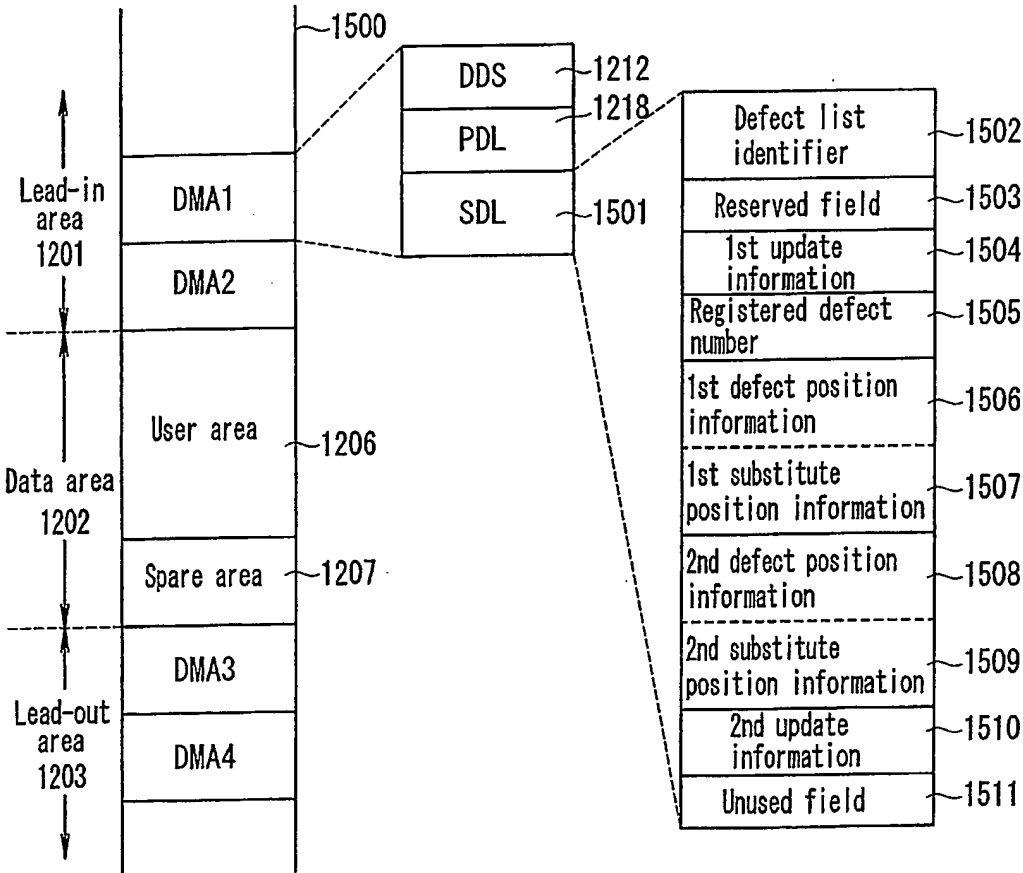 1500
Lead-in
area
1201
DMA1
DMA2
Data area
1202
User area
1206
Spare area
1207
Lead-out
area
1203
DMA3
DMA4
DDS
1212
PDL
1218
SDL
1501
Defect list
identifier
1502
Reserved field
1503
1st update
information
1504
Registered defect
number
1505
1st defect position
information
1506
1st substitute
position information
1507
2nd defect position
information
1508
2nd substitute
position information
1509
2nd update
information
1510
Unused field
1511